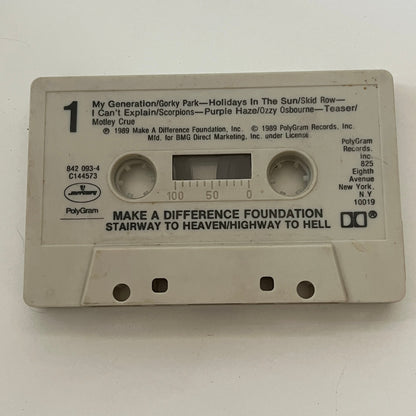 1
My Generation/Gorky Park—Holidays In The Sun/Skid Row—
I Can't Explain/Scorpions—Purple Haze/Ozzy Osbourne—Teaser/
Motley Crue
℗ 1989 Make A Difference Foundation, Inc. © 1989 PolyGram Records, Inc.
Mfd. for BMG Direct Marketing, Inc. under License
842 093-4
C144573
mercury
PolyGram
100 50 0
PolyGram
Records,
Inc.
825
Eighth
Avenue
New York,
N.Y.
10019
MAKE A DIFFERENCE FOUNDATION
STAIRWAY TO HEAVEN/HIGHWAY TO HELL
®